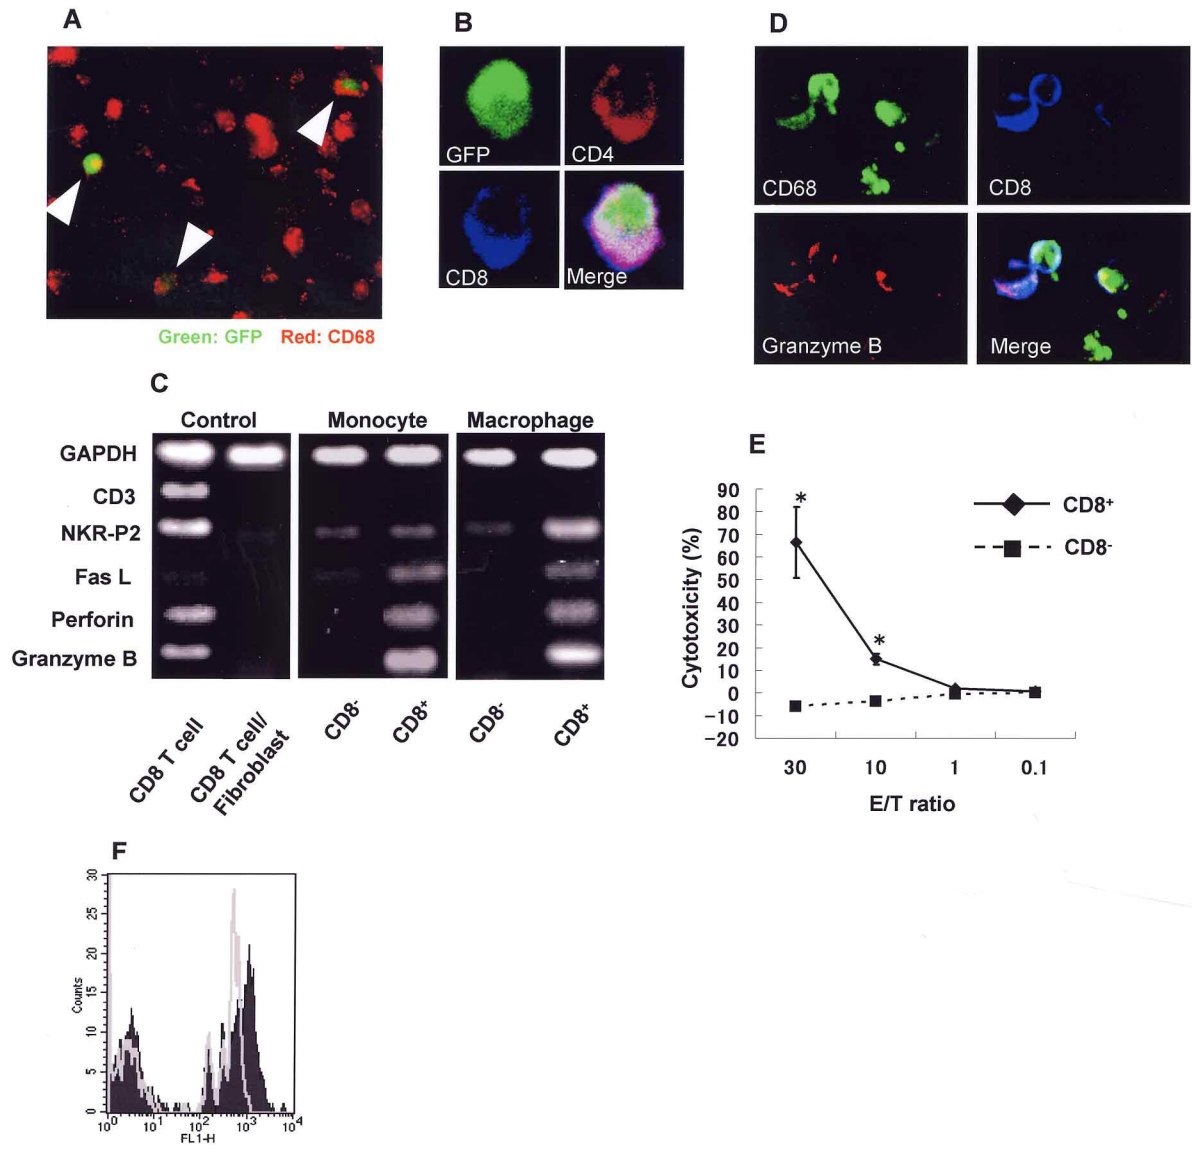 A
Green: GFP Red: CD68
B
GFP
CD4
CD8
Merge
D
CD68
CD8
Granzyme B
Merge
C
Control Monocyte Macrophage
GAPDH
CD3
NKR-P2
Fas L
Perforin
Granzyme B
CD8 T cell
CD8 T cell/
Fibroblast
CD8-
CD8+
CD8-
CD8+
E
Cytotoxicity (%)
90
80
70
60
50
40
30
20
10
0
−10
−20
*
*
CD8+
CD8-
30 10 1 0.1
E/T ratio
F
Counts
30
25
20
15
10
5
0
10^0 10^1 10^2 10^3 10^4
FL1-H